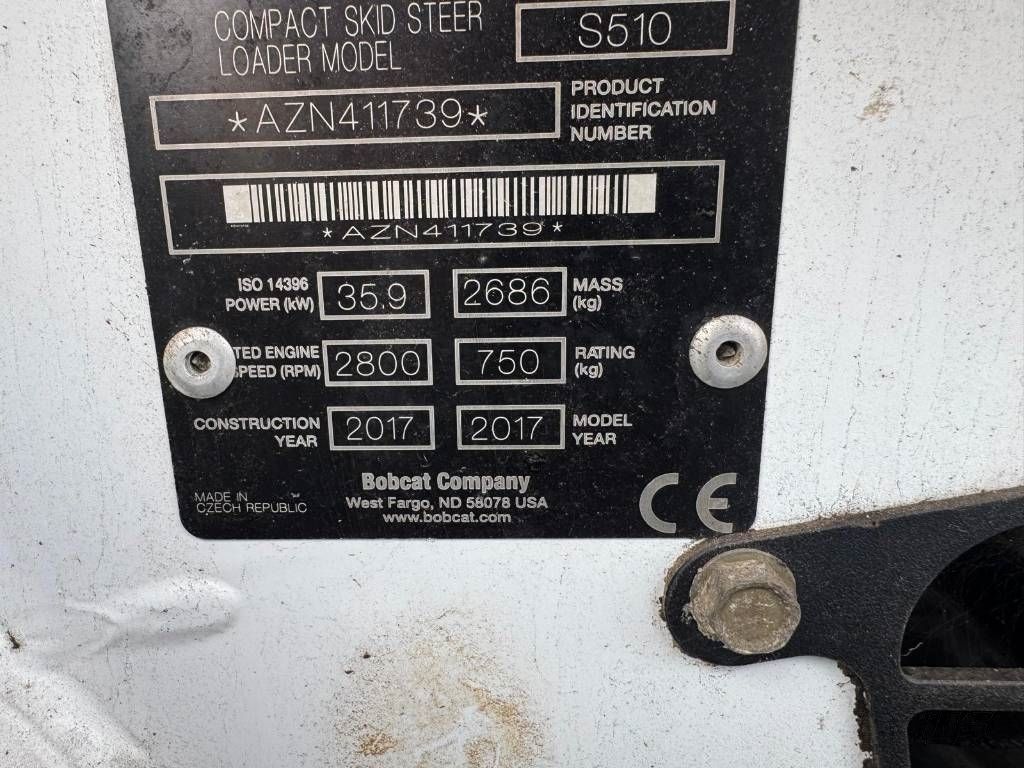 COMPACT SKID STEER
LOADER MODEL
S510
*AZN411739*
PRODUCT
IDENTIFICATION
NUMBER
*AZN411739*
ISO 14396
POWER (kW)
35.9
2686
MASS
(kg)
TED ENGINE
PEED (RPM)
2800
750
RATING
(kg)
CONSTRUCTION
YEAR
2017
2017
MODEL
YEAR
Bobcat Company
West Fargo, ND 58078 USA
www.bobcat.com
MADE IN
CZECH REPUBLIC
CE